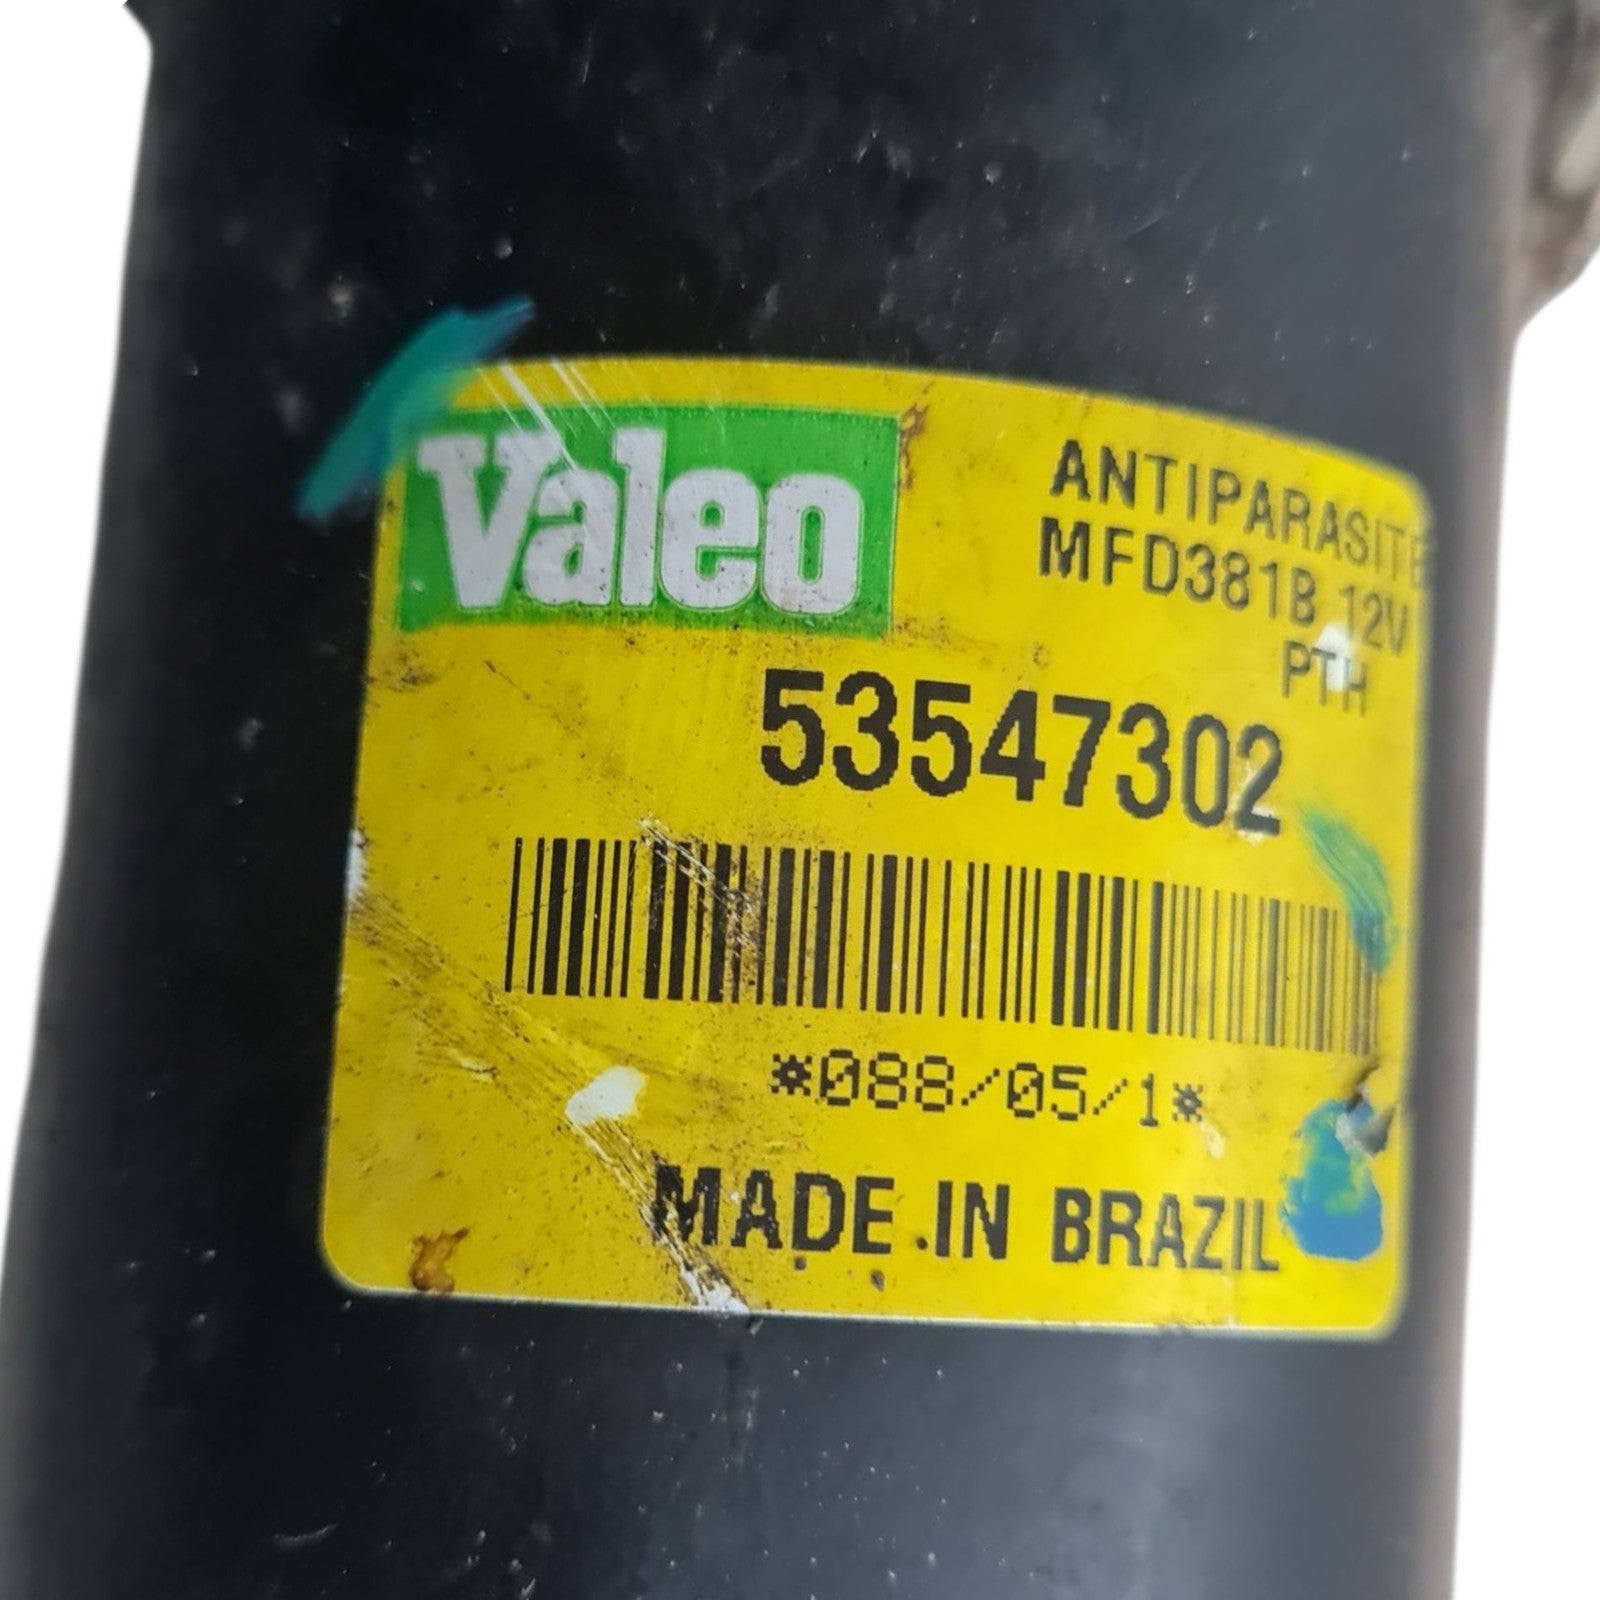 Valeo
ANTIPARASITE
MFD381B 12V
PTH
53547302
*088/05/1*
MADE IN BRAZIL